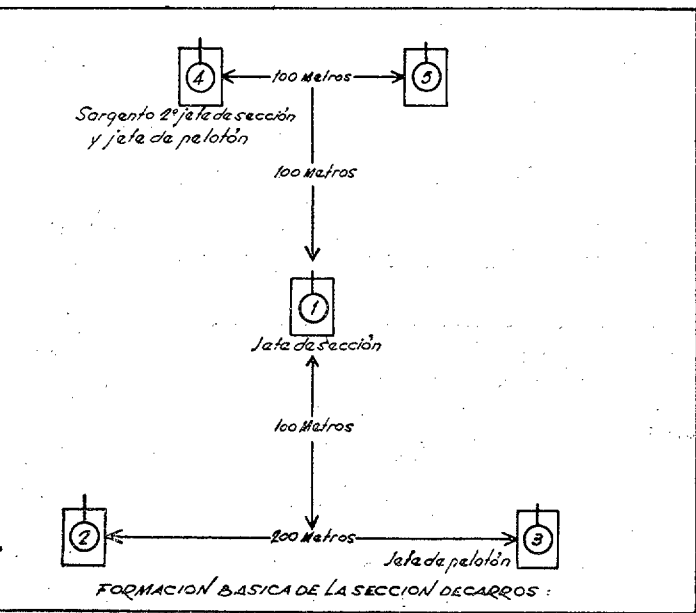 4
100 Metros
5
Sargento 2º jefe de sección
y jefe de pelotón
100 Metros
1
Jefe de sección
100 Metros
2
200 Metros
3
Jefe de pelotón
FORMACION BASICA DE LA SECCION DE CARROS: